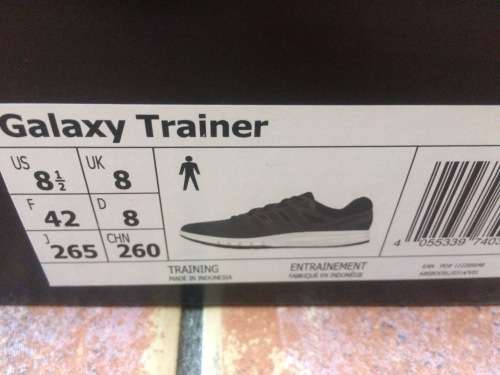 Galaxy Trainer
US 8½ UK 8
F 42 D 8
J 265 CHN 260
TRAINING ENTRAINEMENT
MADE IN INDONESIA FABRIQUÉ EN INDONÉSIE
4 055339 740